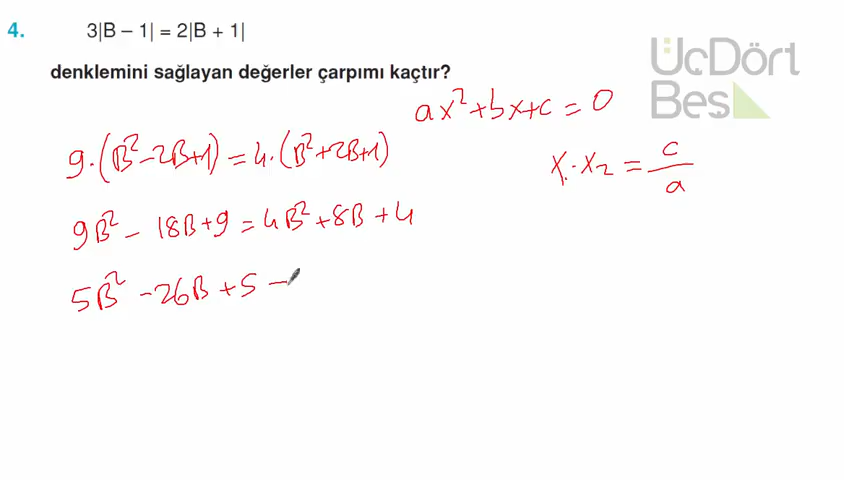 4. 3|B – 1| = 2|B + 1|
denklemini sağlayan değerler çarpımı kaçtır?
ÜçDört
Beş
ax² + bx + c = 0
9·(B² - 2B + 1) = 4·(B² + 2B + 1)
x₁·x₂ = c/a
9B² - 18B + 9 = 4B² + 8B + 4
5B² - 26B + 5 -